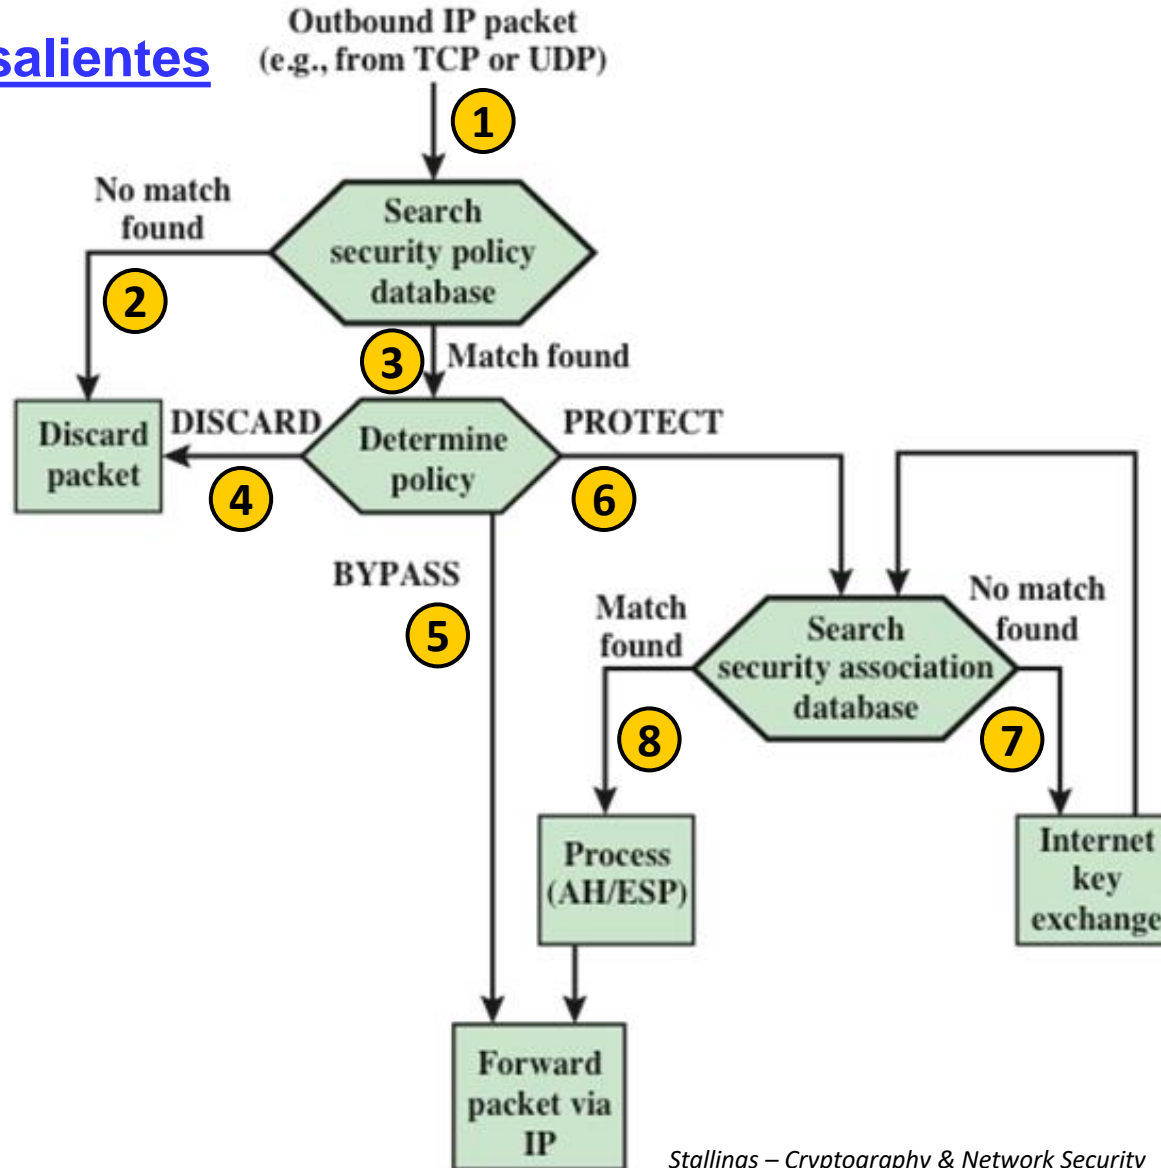 salientes
Outbound IP packet
(e.g., from TCP or UDP)
1
No match
found
Search
security policy
database
2
3
Match found
Discard
packet
DISCARD
4
Determine
policy
PROTECT
6
BYPASS
5
Match
found
Search
security association
database
No match
found
8
7
Process
(AH/ESP)
Internet
key
exchange
Forward
packet via
IP
Stallings – Cryptography & Network Security